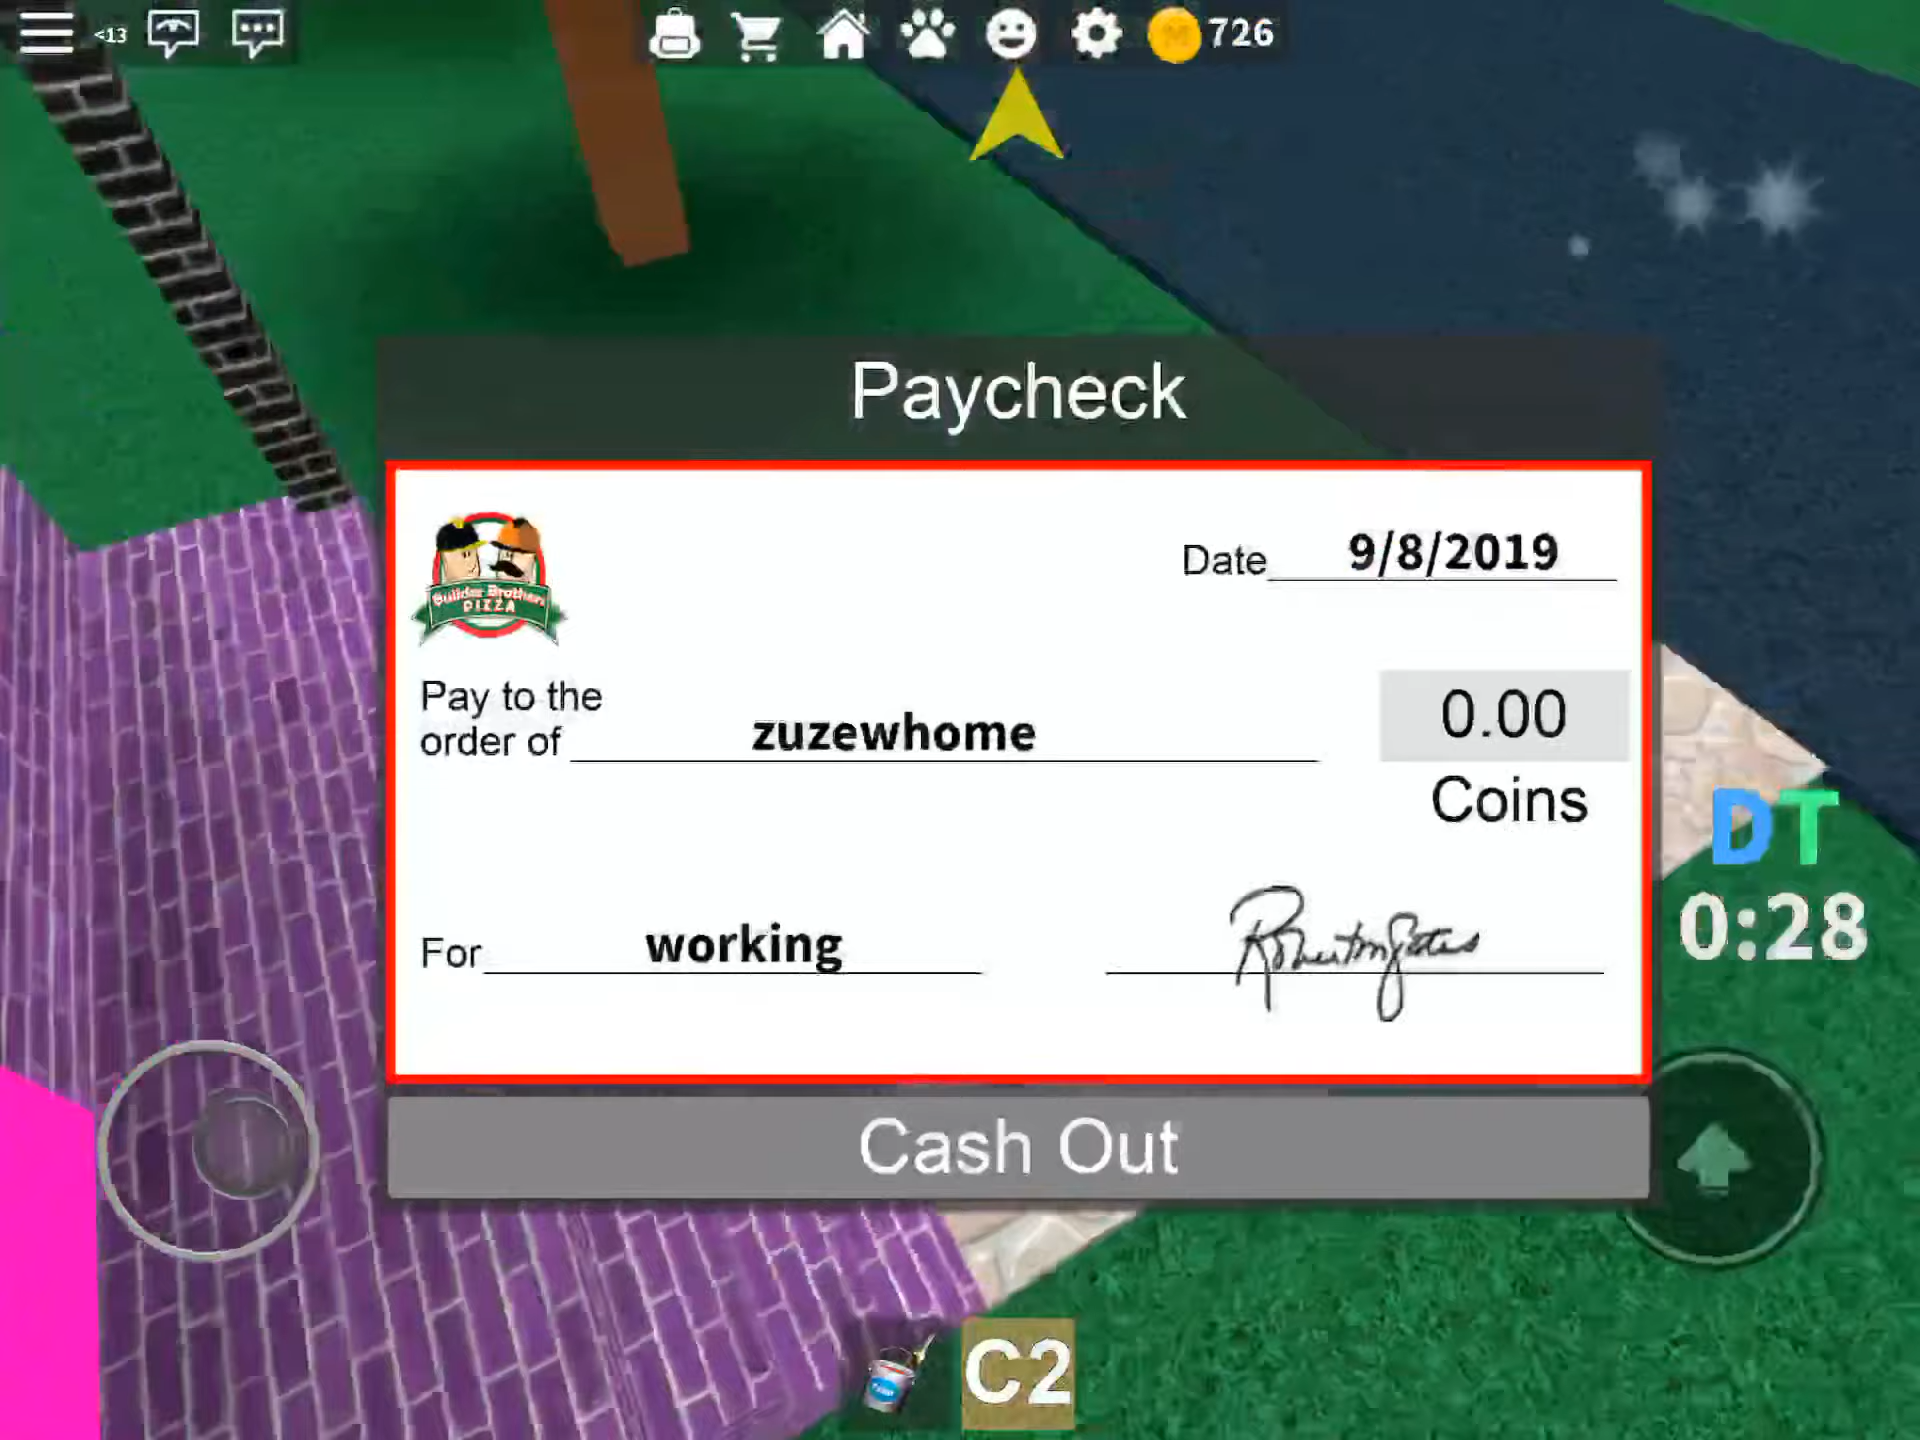 <13
726
Paycheck
Builder Brothers
PIZZA
Date 9/8/2019
Pay to the
order of zuzewhome
0.00
Coins
DT
0:28
For working
Cash Out
C2